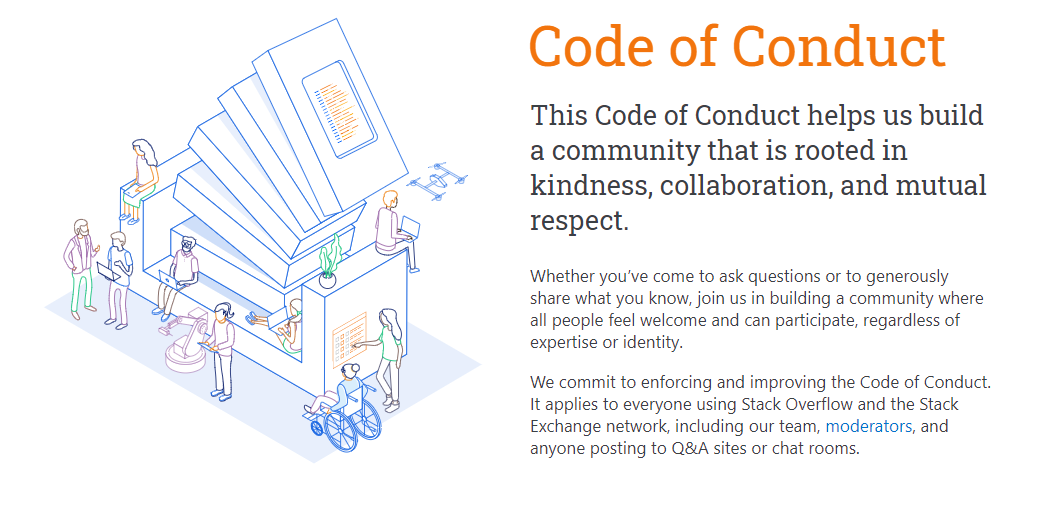 Code of Conduct
This Code of Conduct helps us build
a community that is rooted in
kindness, collaboration, and mutual
respect.
Whether you’ve come to ask questions or to generously
share what you know, join us in building a community where
all people feel welcome and can participate, regardless of
expertise or identity.
We commit to enforcing and improving the Code of Conduct.
It applies to everyone using Stack Overflow and the Stack
Exchange network, including our team, moderators, and
anyone posting to Q&A sites or chat rooms.